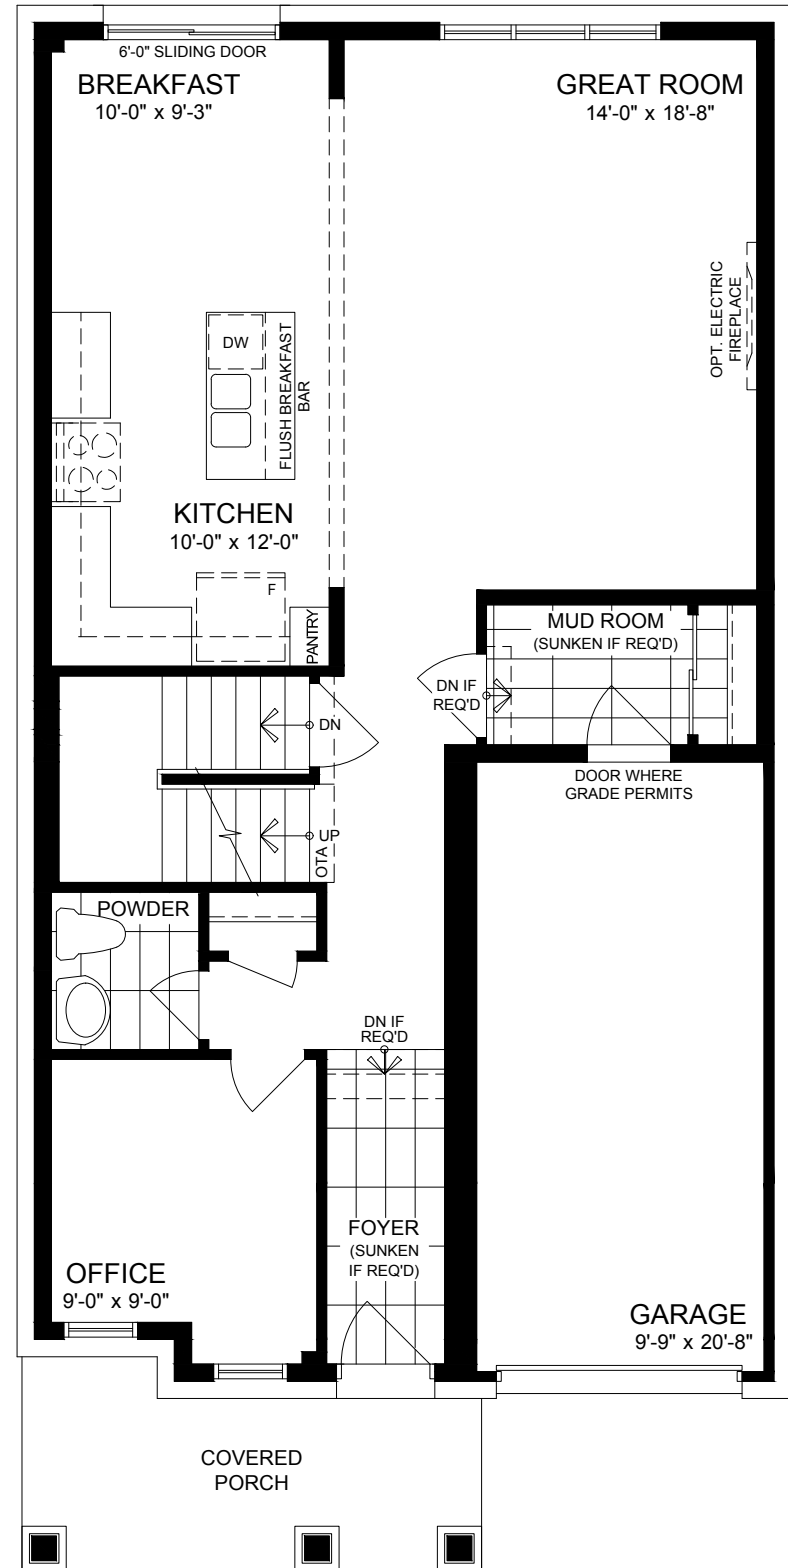 6'-0" SLIDING DOOR
BREAKFAST
10'-0" x 9'-3"
GREAT ROOM
14'-0" x 18'-8"
OPT. ELECTRIC
FIREPLACE
DW
FLUSH BREAKFAST
BAR
KITCHEN
10'-0" x 12'-0"
F
PANTRY
MUD ROOM
(SUNKEN IF REQ'D)
DN IF
REQ'D
DN
DOOR WHERE
GRADE PERMITS
UP
OTA
POWDER
DN IF
REQ'D
FOYER
(SUNKEN
IF REQ'D)
OFFICE
9'-0" x 9'-0"
GARAGE
9'-9" x 20'-8"
COVERED
PORCH